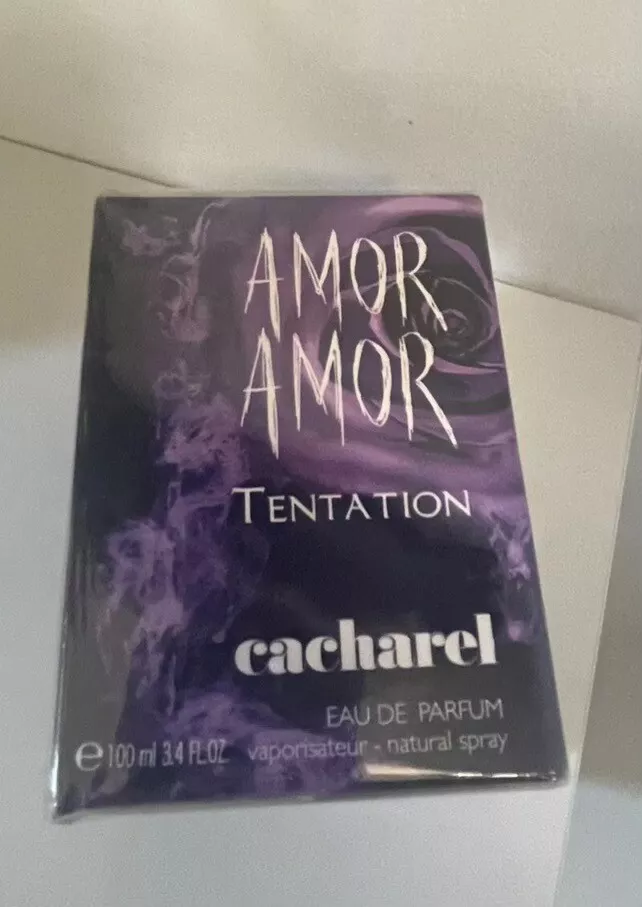 AMOR
AMOR
TENTATION
cacharel
EAU DE PARFUM
℮ 100 ml 3.4 FL.OZ vaporisateur - natural spray